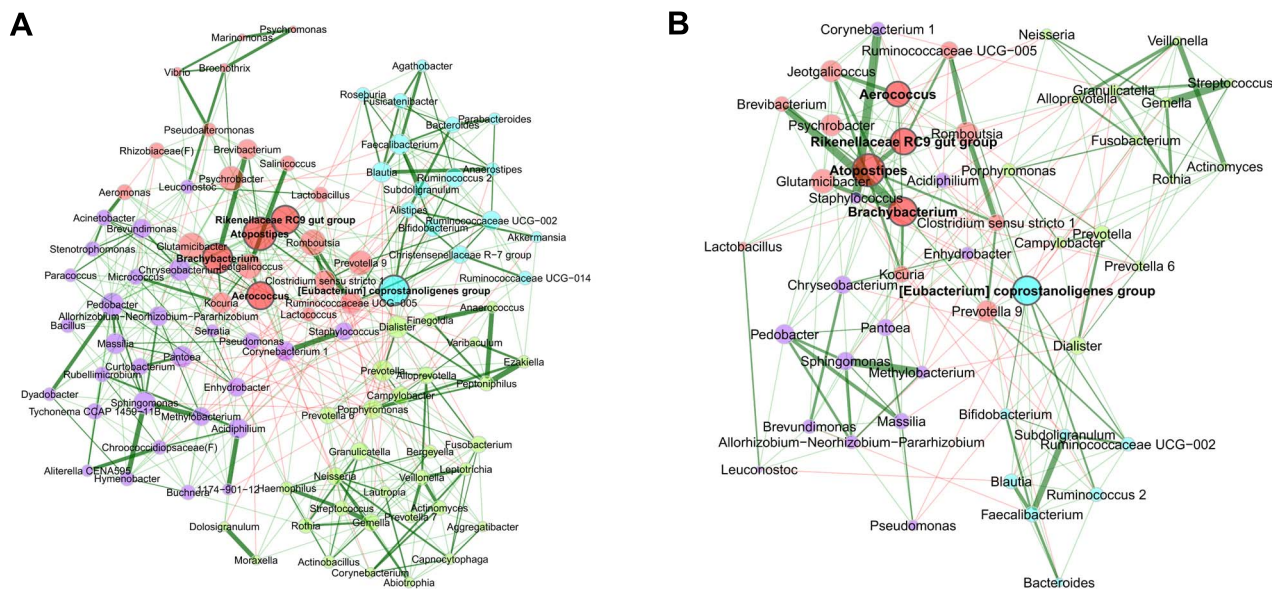 A
Psychromonas
Marinomonas
Vibrio
Brochothrix
Agathobacter
Roseburia
Fusicatenibacter
Bacteroides
Parabacteroides
Pseudoalteromonas
Rhizobiaceae(F)
Brevibacterium
Salinicoccus
Faecalibacterium
Blautia
Anaerostipes
Ruminococcus 2
Subdoligranulum
Leuconostoc
Psychrobacter
Aeromonas
Lactobacillus
Alistipes
Acinetobacter
Brevundimonas
Rikenellaceae RC9 gut group
Atopostipes
Ruminococcaceae UCG−002
Bifidobacterium
Akkermansia
Stenotrophomonas
Glutamicibacter
Romboutsia
Brachybacterium
Christensenellaceae R−7 group
Prevotella 9
Paracoccus
Micrococcus
Chryseobacterium
Jeotgalicoccus
Clostridium sensu stricto 1
Ruminococcaceae UCG−014
[Eubacterium] coprostanoligenes group
Aerococcus
Pedobacter
Kocuria
Ruminococcaceae UCG−005
Anaerococcus
Allorhizobium−Neorhizobium−Pararhizobium
Lactococcus
Bacillus
Serratia
Staphylococcus
Dialister
Finegoldia
Massilia
Pseudomonas
Corynebacterium 1
Varibaculum
Pantoea
Curtobacterium
Rubellimicrobium
Ezakiella
Prevotella
Alloprevotella
Peptoniphilus
Enhydrobacter
Dyadobacter
Sphingomonas
Campylobacter
Tychonema CCAP 1459−11B
Methylobacterium
Prevotella 6
Porphyromonas
Acidiphilium
Chroococcidiopsaceae(F)
Granulicatella
Bergeyella
Fusobacterium
Aliterella CENA595
Hymenobacter
Neisseria
Veillonella
Leptotrichia
Buchnera
1174−901−12
Haemophilus
Lautropia
Streptococcus
Actinomyces
Prevotella 7
Dolosigranulum
Rothia
Gemella
Aggregatibacter
Moraxella
Actinobacillus
Capnocytophaga
Corynebacterium
Abiotrophia
B
Corynebacterium 1
Neisseria
Veillonella
Ruminococcaceae UCG−005
Jeotgalicoccus
Streptococcus
Aerococcus
Granulicatella
Alloprevotella
Gemella
Brevibacterium
Psychrobacter
Romboutsia
Rikenellaceae RC9 gut group
Fusobacterium
Atopostipes
Porphyromonas
Actinomyces
Glutamicibacter
Acidiphilium
Rothia
Staphylococcus
Brachybacterium
Clostridium sensu stricto 1
Prevotella
Lactobacillus
Campylobacter
Enhydrobacter
Prevotella 6
Kocuria
Chryseobacterium
[Eubacterium] coprostanoligenes group
Prevotella 9
Pedobacter
Pantoea
Dialister
Sphingomonas
Methylobacterium
Bifidobacterium
Massilia
Brevundimonas
Subdoligranulum
Allorhizobium−Neorhizobium−Pararhizobium
Ruminococcaceae UCG−002
Leuconostoc
Blautia
Ruminococcus 2
Faecalibacterium
Pseudomonas
Bacteroides